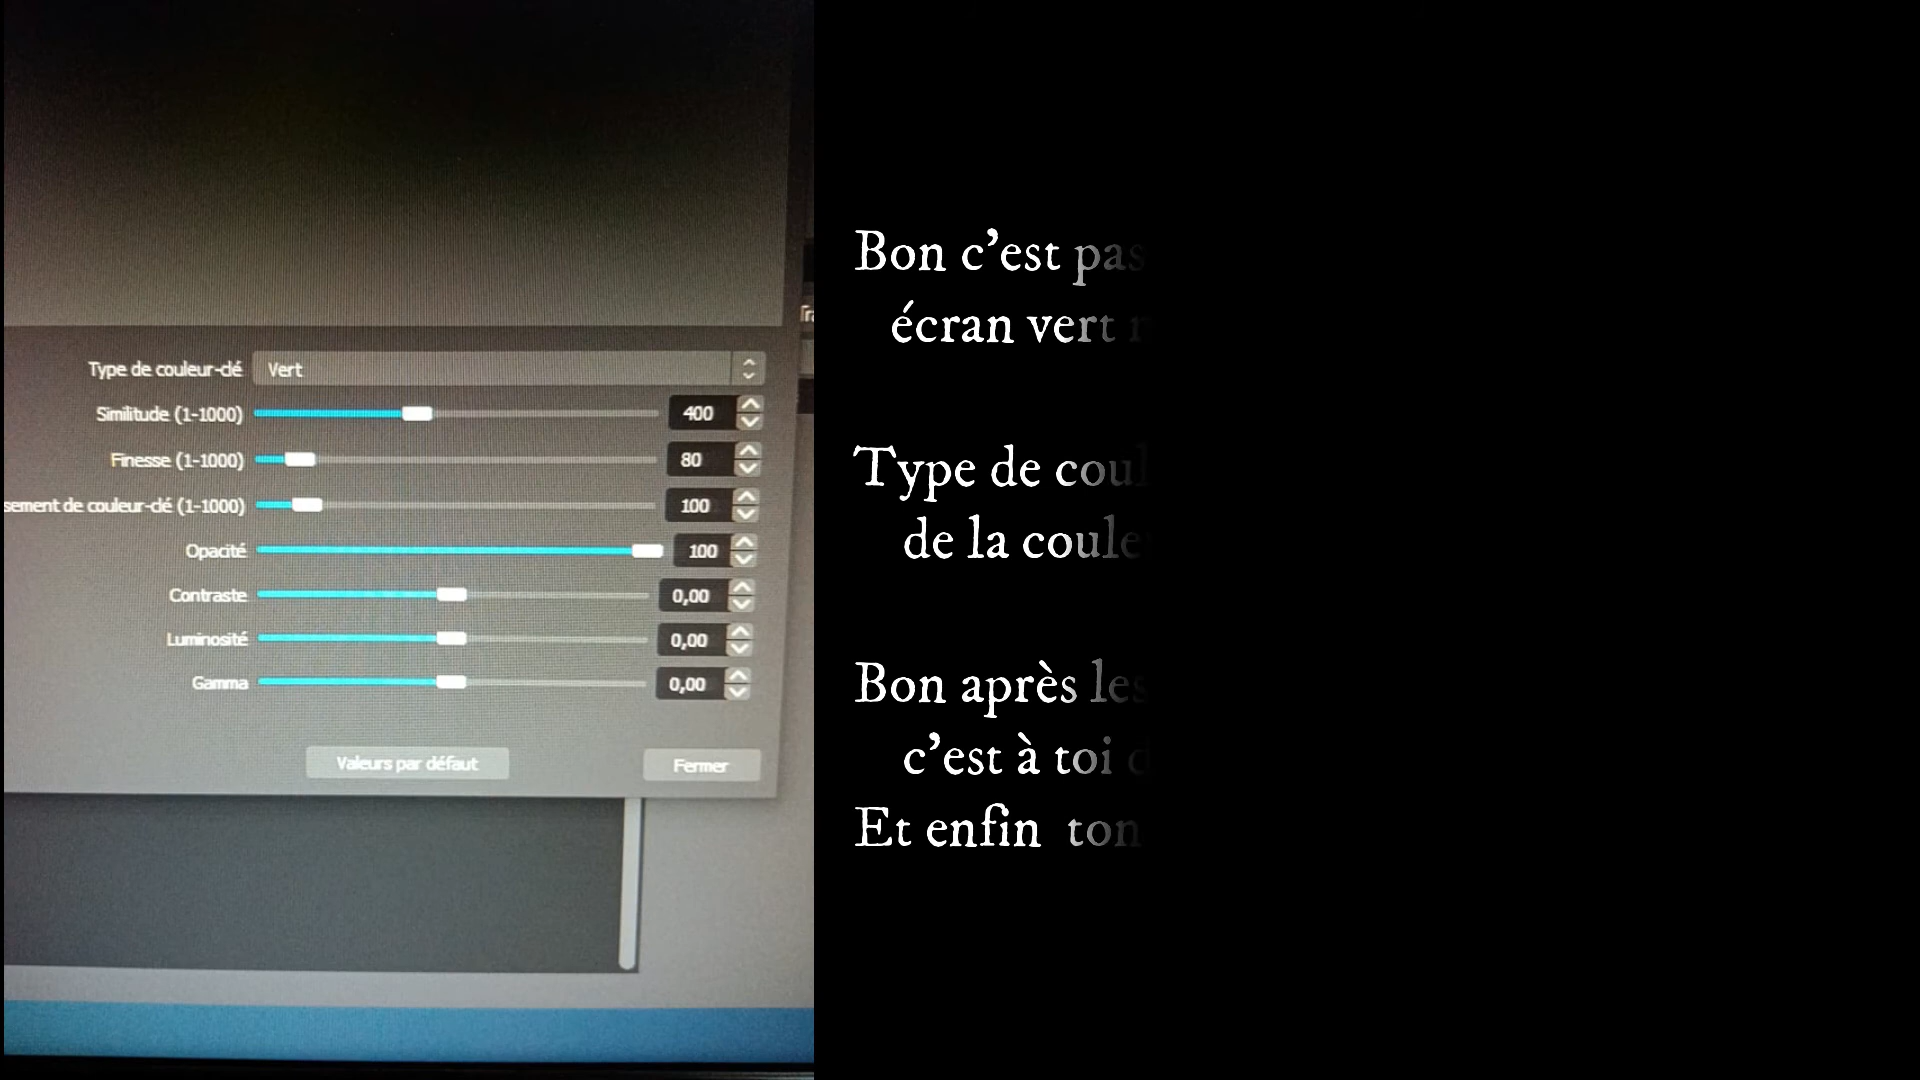 Type de couleur-clé
Vert
Similitude (1-1000)
400
Finesse (1-1000)
80
sement de couleur-clé (1-1000)
100
Opacité
100
Contraste
0,00
Luminosité
0,00
Gamma
0,00
Valeurs par défaut
Fermer
Bon c'est pas
écran vert
Type de coul
de la coule
Bon après les
c'est à toi
Et enfin ton